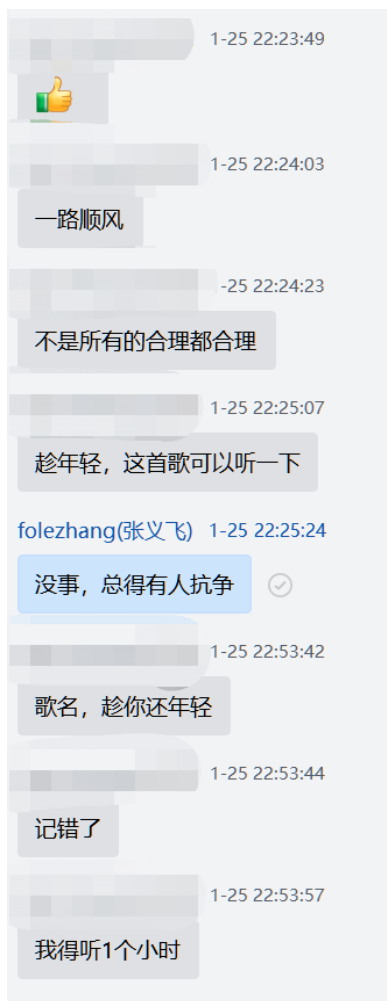 1-25 22:23:49
1-25 22:24:03
一路顺风
-25 22:24:23
不是所有的合理都合理
1-25 22:25:07
趁年轻，这首歌可以听一下
folezhang(张义飞) 1-25 22:25:24
没事，总得有人抗争
1-25 22:53:42
歌名，趁你还年轻
1-25 22:53:44
记错了
1-25 22:53:57
我得听1个小时